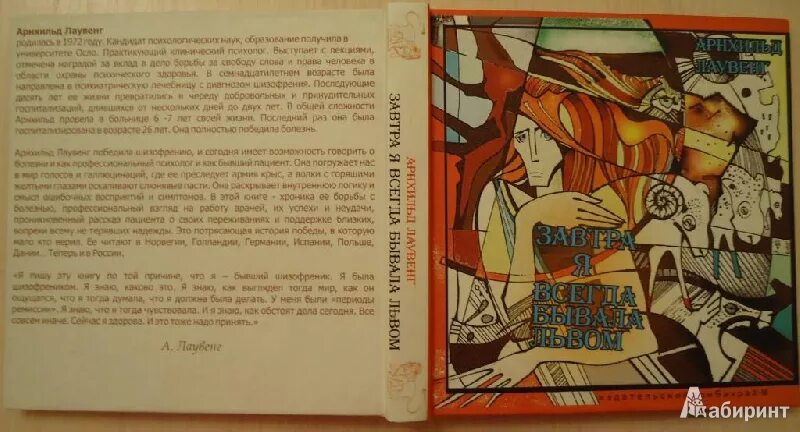 Арнхильд Лаувенг
родилась в 1972 году. Кандидат психологических наук, образование получила в
университете Осло. Практикующий клинический психолог. Выступает с лекциями,
отмечена наградой за вклад в дело борьбы за свободу слова и права человека в
области охраны психического здоровья. В семнадцатилетнем возрасте была
направлена в психиатрическую лечебницу с диагнозом шизофрения. Последующие
десять лет ее жизни превратились в череду добровольных и принудительных
госпитализаций, длившихся от нескольких дней до двух лет. В общей сложности
Арнхильд провела в больнице 6 -7 лет своей жизни. Последний раз она была
госпитализирована в возрасте 26 лет. Она полностью победила болезнь.
Арнхильд Лаувенг победила шизофрению, и сегодня имеет возможность говорить о
болезни и как профессиональный психолог и как бывший пациент. Она погружает нас
в мир голосов и галлюцинаций, где ее преследует армия крыс, а волки с горящими
желтыми глазами оскаливают слюнявые пасти. Она раскрывает внутреннюю логику и
смысл ошибочных восприятий и симптомов. В этой книге - хроника ее борьбы с
болезнью, профессиональный взгляд на работу врачей, их успехи и неудачи,
проникновенный рассказ пациента о своих переживаниях и поддержке близких,
вопреки всему не терявших надежды. Это потрясающая история победы, в которую
мало кто верил. Ее читают в Норвегии, Голландии, Германии, Испании, Польше,
Дании... Теперь и в России.
«Я пишу эту книгу по той причине, что я – бывший шизофреник. Я была
шизофреником. Я знаю, каково это. Я знаю, как выглядел тогда мир, как он
ощущался, что я тогда думала, что я должна была делать. У меня были «периоды
ремиссии». Я знаю, что я тогда чувствовала. И я знаю, как обстоят дела сегодня. Все
совсем иначе. Сейчас я здорова. И это тоже надо принять.»
А. Лаувенг
АРНХИЛЬД ЛАУВЕНГ
ЗАВТРА Я ВСЕГДА БЫВАЛА ЛЬВОМ
АРНХИЛЬД
ЛАУВЕНГ
ЗАВТРА
Я
ВСЕГДА
БЫВАЛА
ЛЬВОМ
Лабиринт